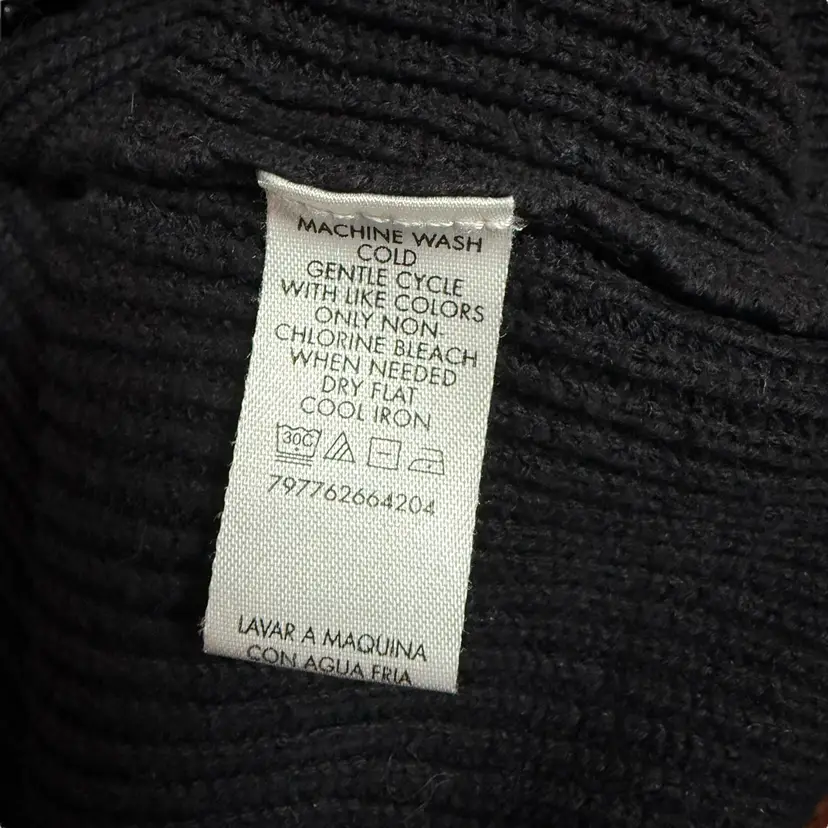 MACHINE WASH
COLD
GENTLE CYCLE
WITH LIKE COLORS
ONLY NON-
CHLORINE BLEACH
WHEN NEEDED
DRY FLAT
COOL IRON
30C
797762664204
LAVAR A MAQUINA
CON AGUA FRIA